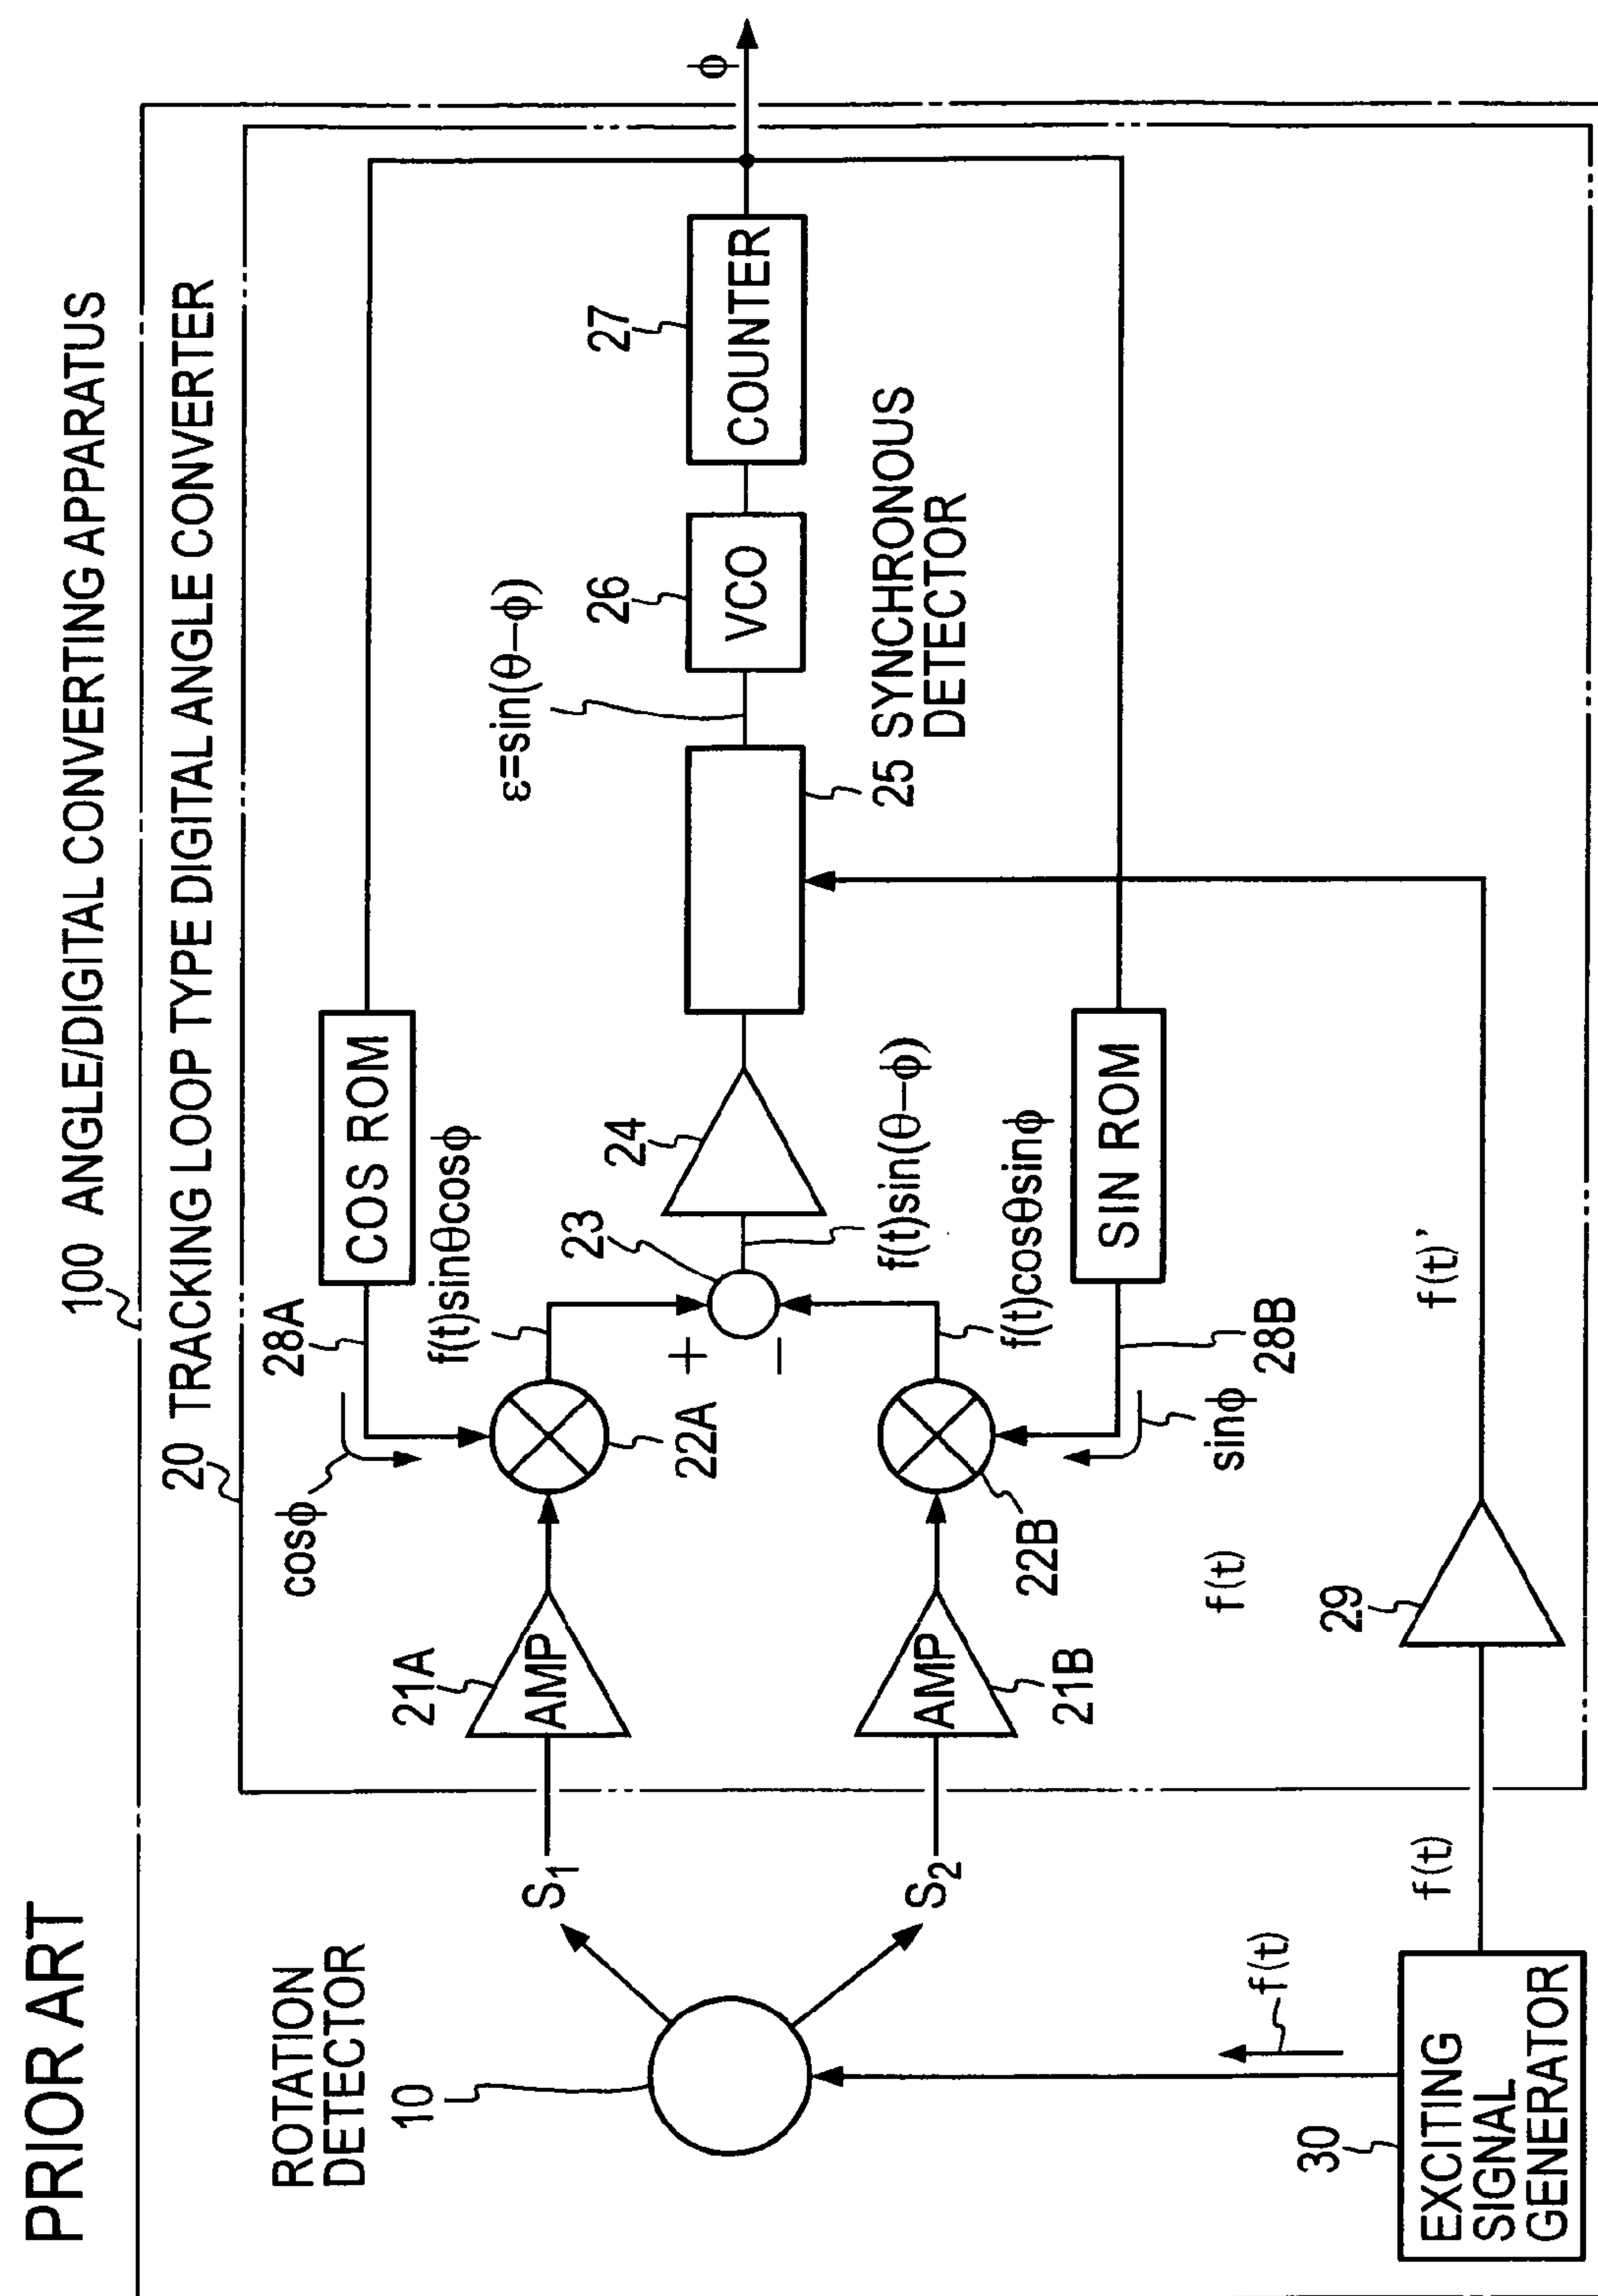 PRIOR ART
100 ANGLE/DIGITAL CONVERTING APPARATUS
20 TRACKING LOOP TYPE DIGITAL ANGLE CONVERTER
ROTATION
DETECTOR
10
S1
S2
21A
AMP
21B
AMP
cosϕ
28A
COS ROM
f(t)sinθcosϕ
22A
22B
23
+
−
24
f(t)sin(θ−ϕ)
f(t)cosθsinϕ
SIN ROM
28B
sinϕ
ε=sin(θ−ϕ)
25 SYNCHRONOUS
DETECTOR
26
VCO
27
COUNTER
ϕ
f(t)
29
f(t)'
f(t)
f(t)
30
EXCITING
SIGNAL
GENERATOR